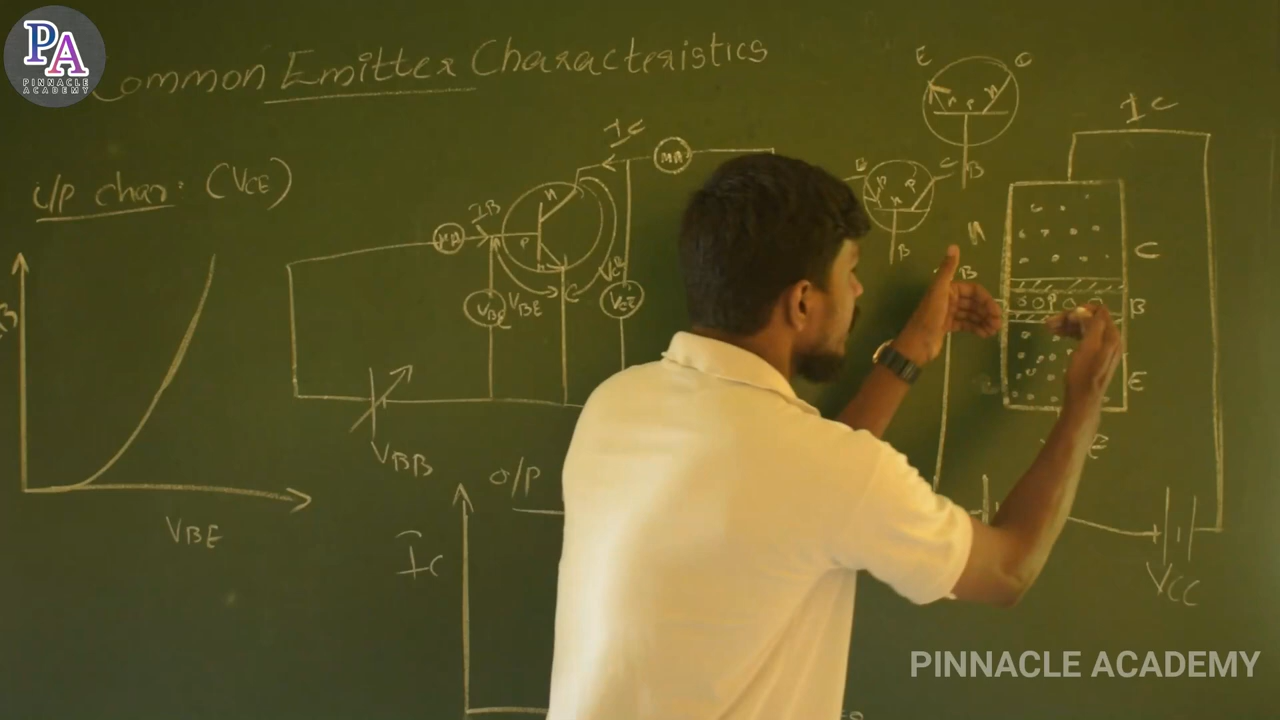 PA
PINNACLE
ACADEMY
Common Emitter Characteristics
i/p char: (VCE)
VBE
MA
IB
P
N
VBE
VBE
VCE
IC
MA
VBB
o/p
IC
E
C
n
P
n
B
C
P
n
P
B
N
B
IC
C
B
E
P
VCC
PINNACLE ACADEMY